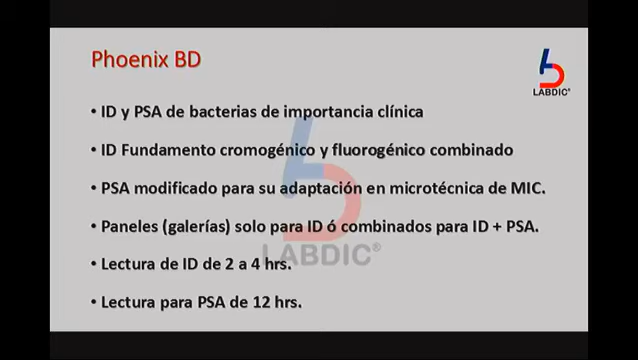 Phoenix BD
LABDIC®
• ID y PSA de bacterias de importancia clínica
• ID Fundamento cromogénico y fluorogénico combinado
• PSA modificado para su adaptación en microtécnica de MIC.
• Paneles (galerías) solo para ID ó combinados para ID + PSA.
LABDIC®
• Lectura de ID de 2 a 4 hrs.
• Lectura para PSA de 12 hrs.